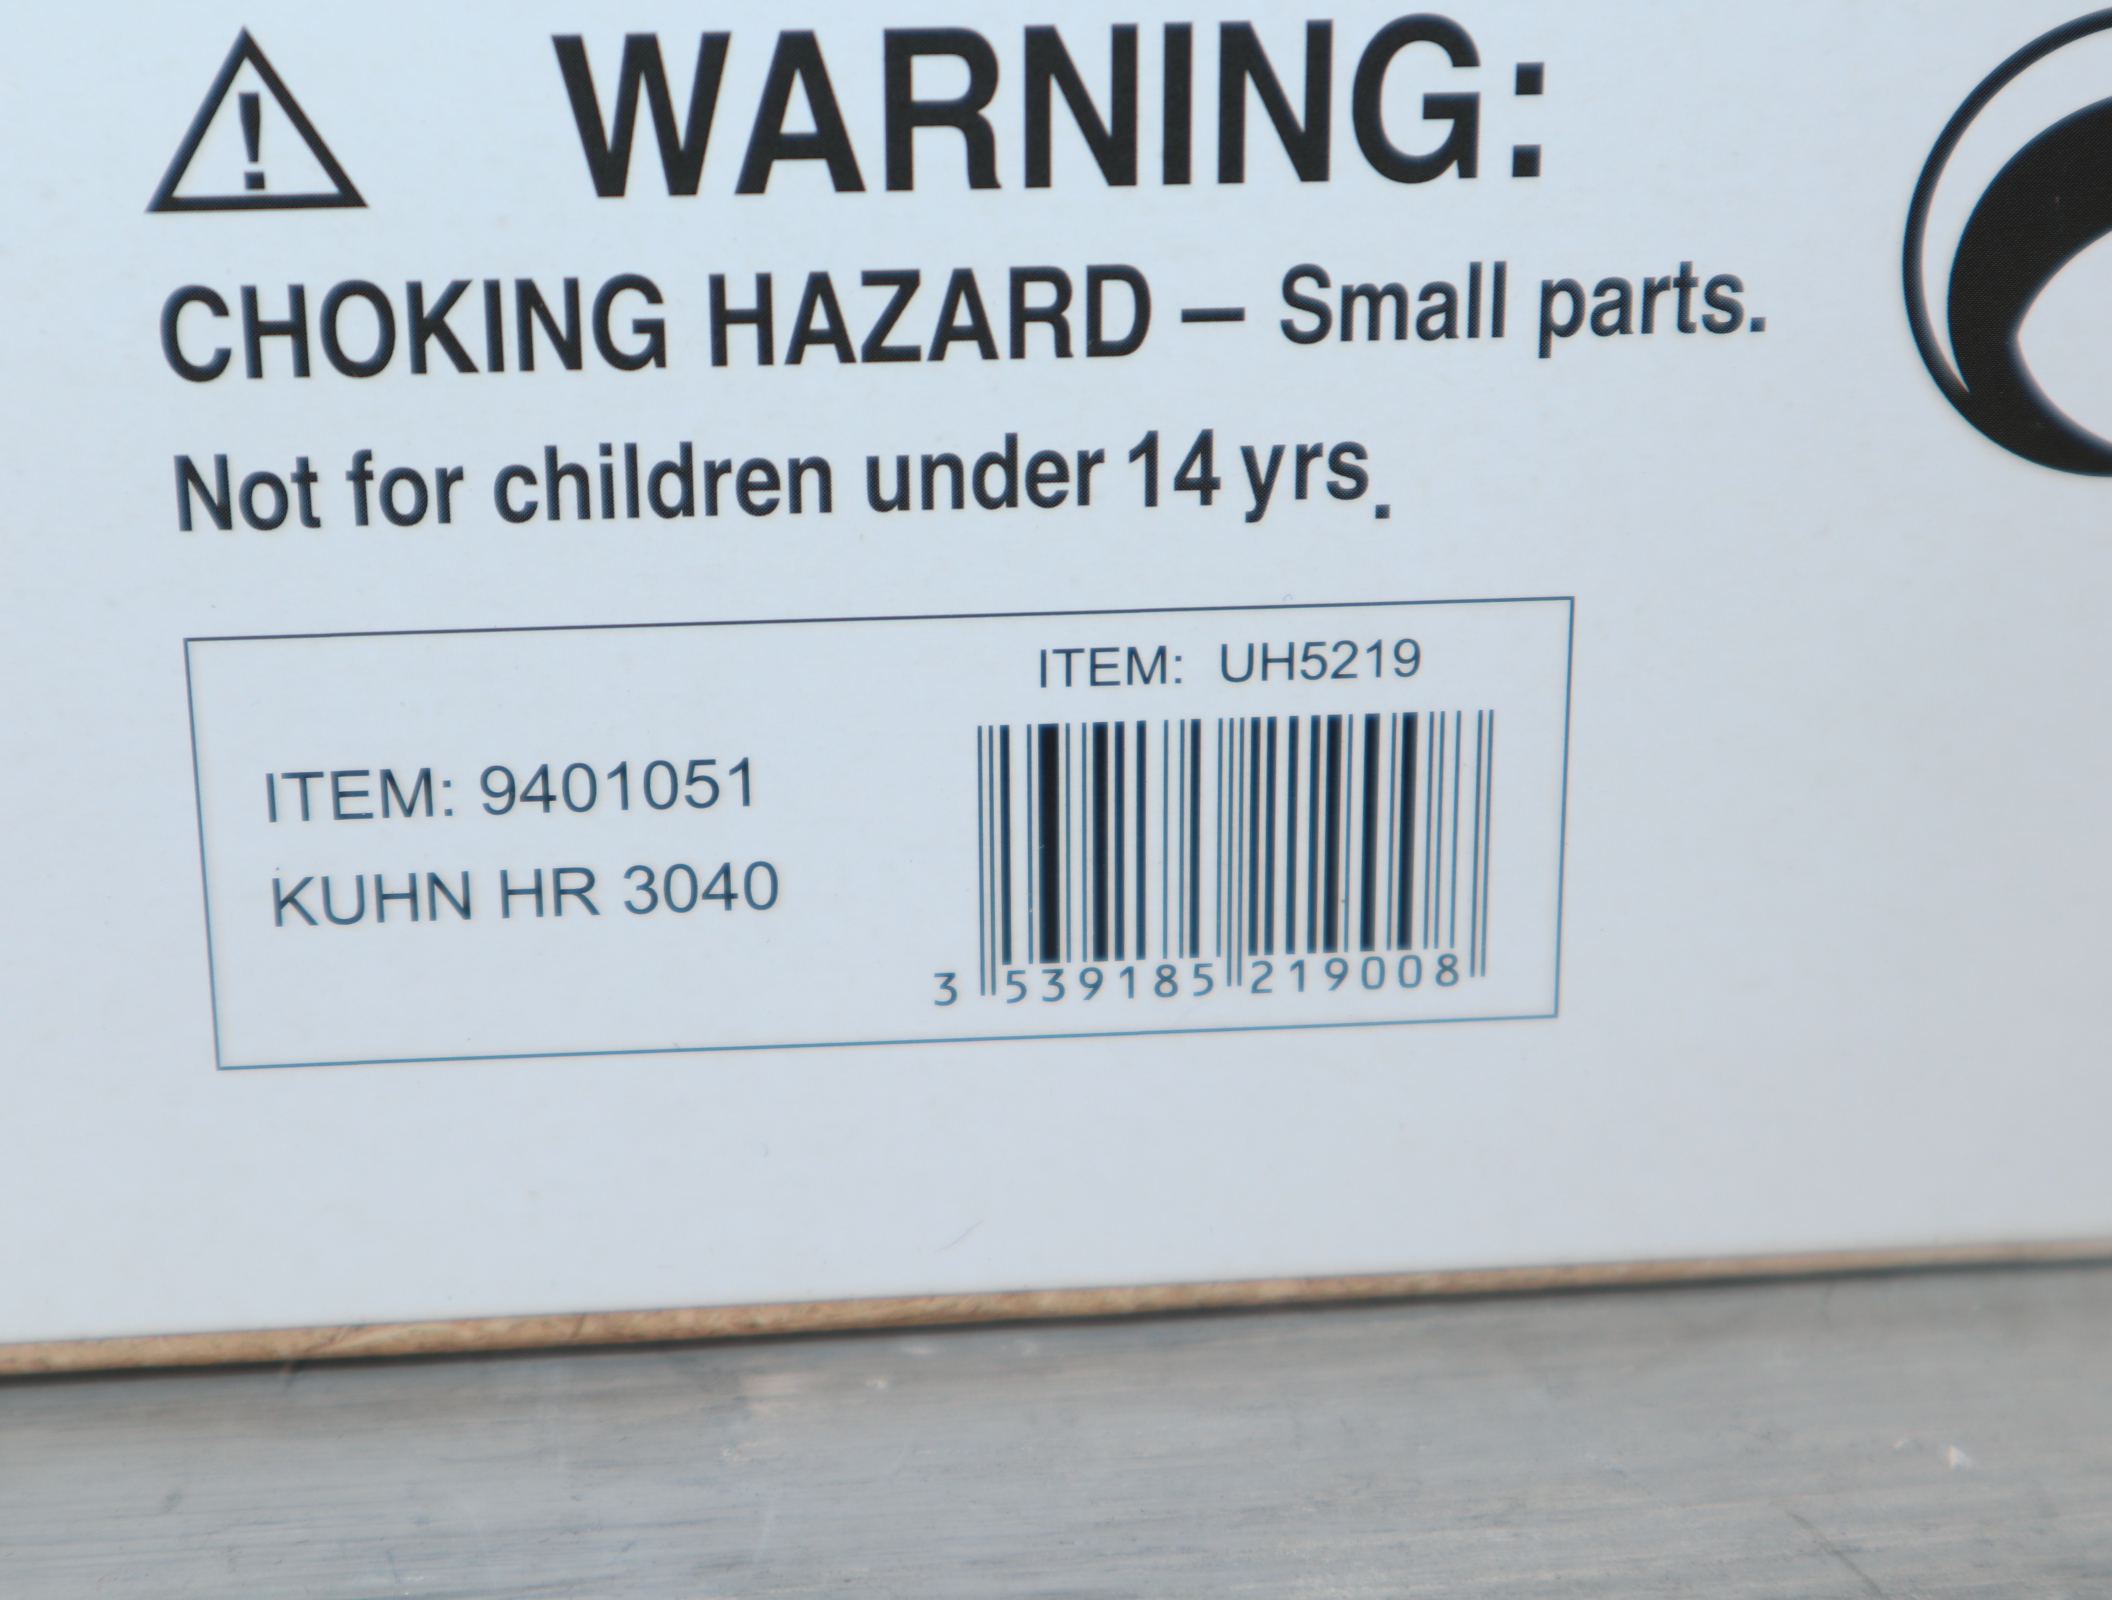 WARNING:
CHOKING HAZARD – Small parts.
Not for children under 14 yrs.
ITEM: UH5219
ITEM: 9401051
KUHN HR 3040
3 539185 219008